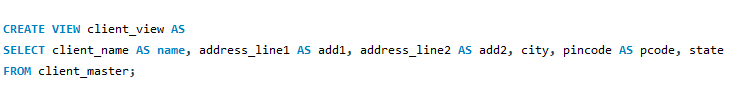 CREATE VIEW client_view AS
SELECT client_name AS name, address_line1 AS add1, address_line2 AS add2, city, pincode AS pcode, state
FROM client_master;